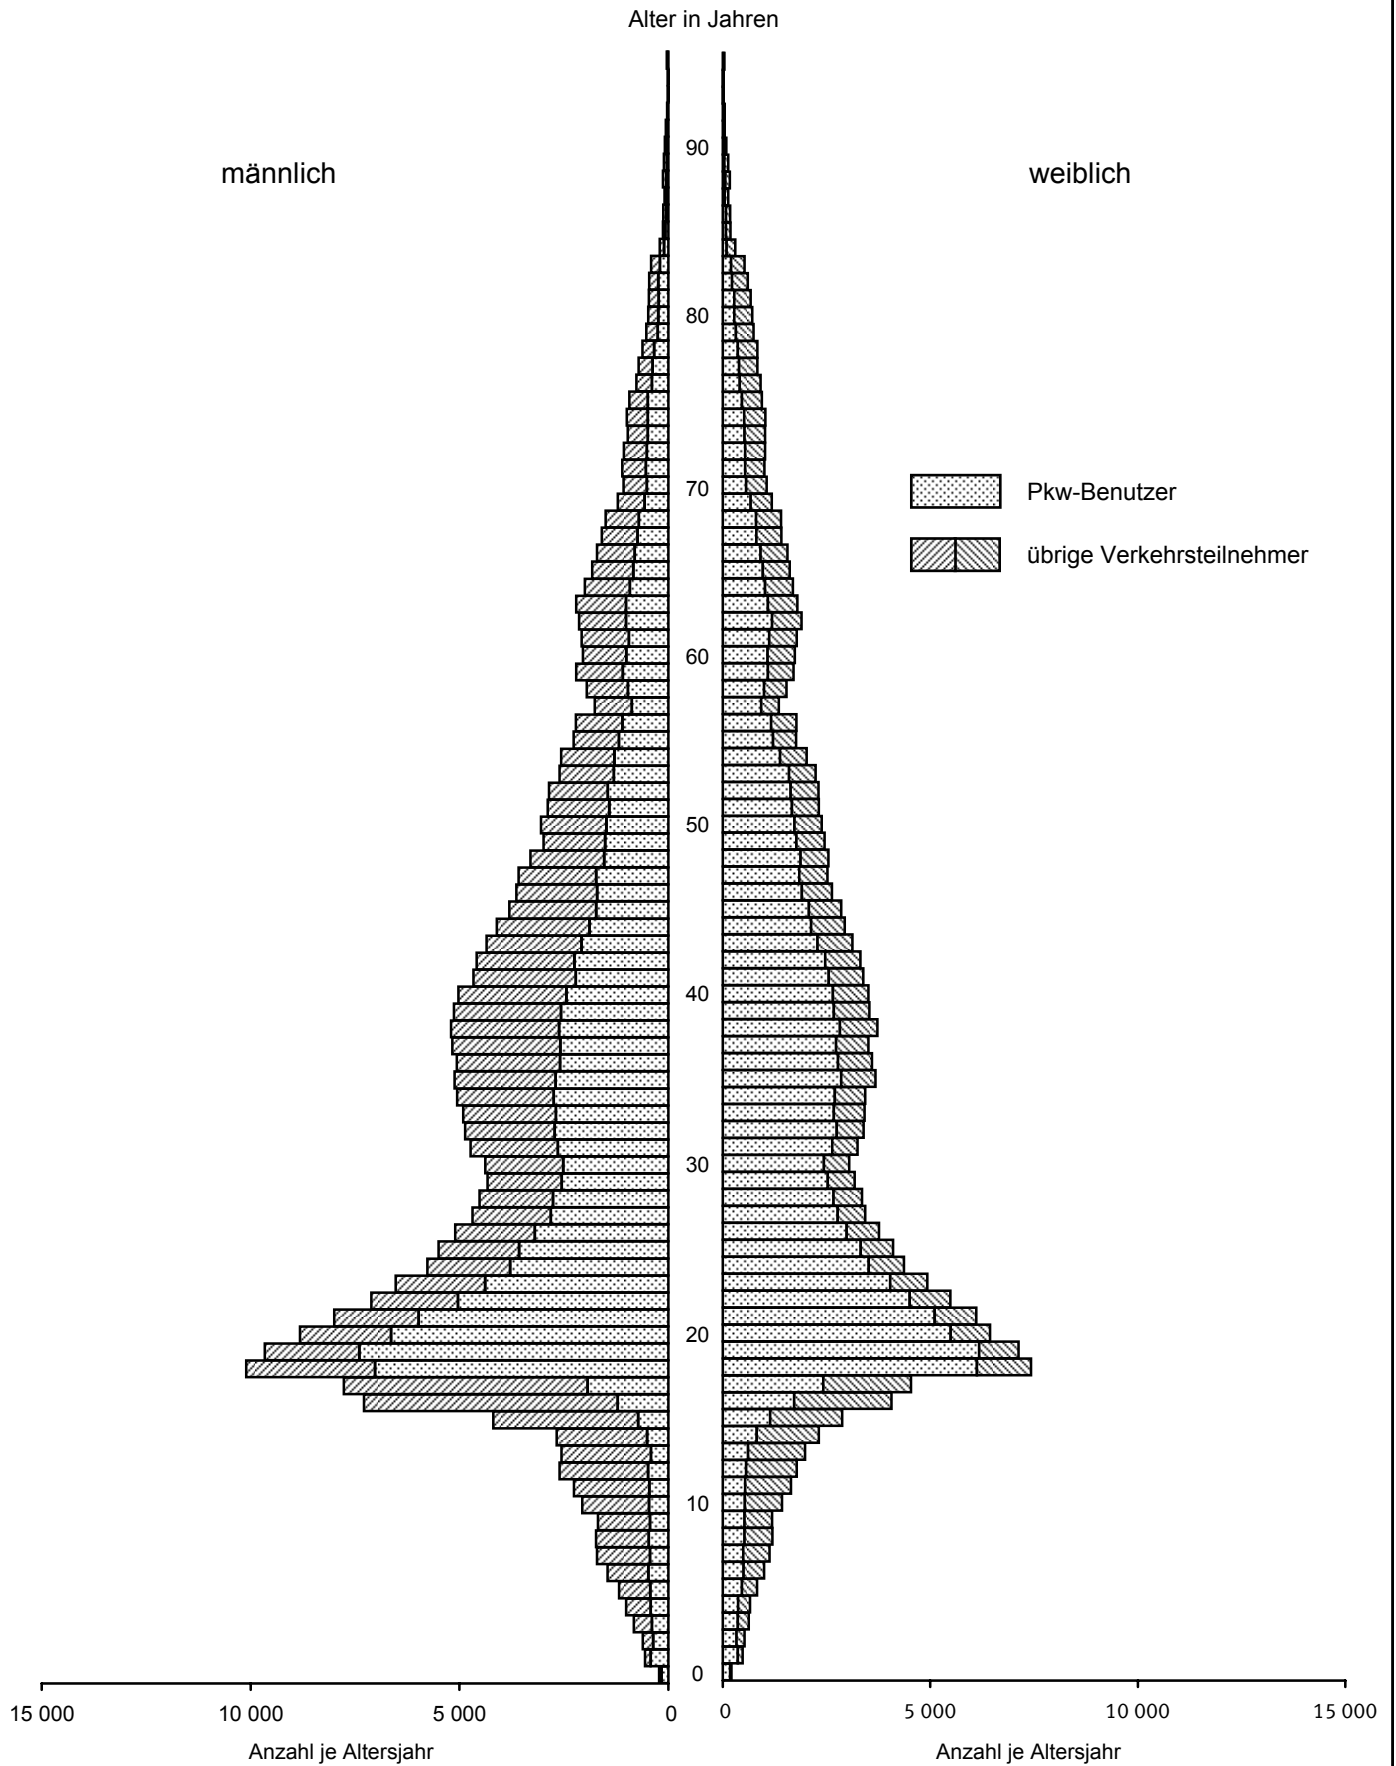 Alter in Jahren
männlich
weiblich
90
80
70
60
50
40
30
20
10
0
Pkw-Benutzer
übrige Verkehrsteilnehmer
15 000 10 000 5 000 0
0 5 000 10 000 15 000
Anzahl je Altersjahr
Anzahl je Altersjahr